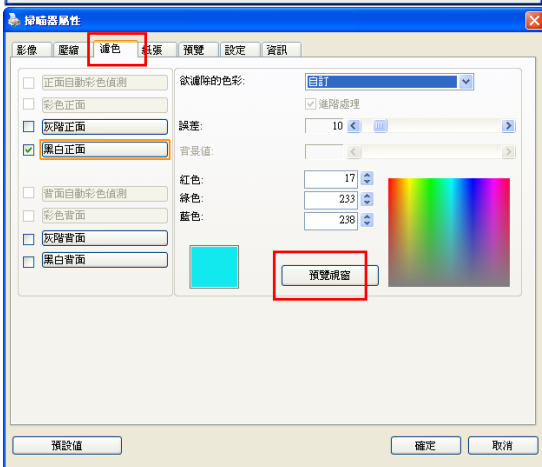 掃瞄器屬性
影像 壓縮 濾色 紙張 預覽 設定 資訊
正面自動彩色偵測
彩色正面
灰階正面
黑白正面
背面自動彩色偵測
彩色背面
灰階背面
黑白背面
欲濾除的色彩: 自訂
進階處理
誤差: 10
背景值:
紅色: 17
綠色: 233
藍色: 238
預覽視窗
預設值 確定 取消